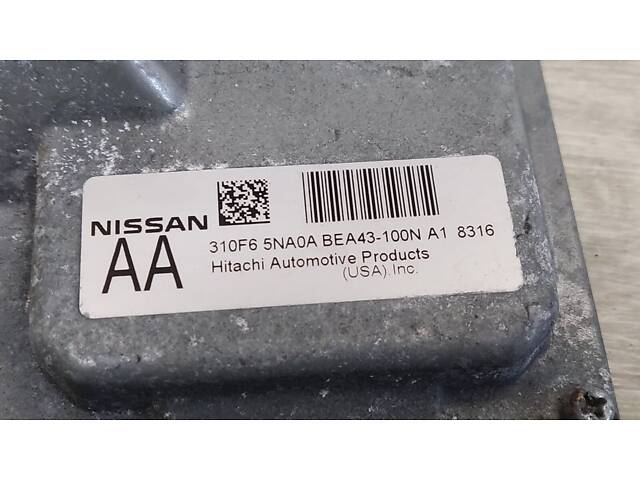 NISSAN
AA
310F6 5NA0A BEA43-100N A1 8316
Hitachi Automotive Products
(USA),Inc.